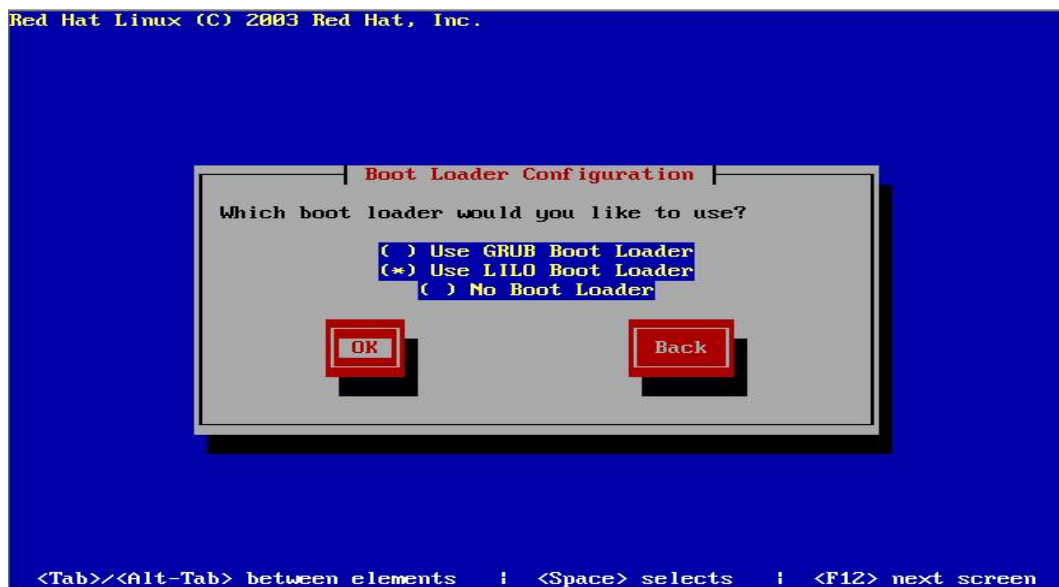 Red Hat Linux (C) 2003 Red Hat, Inc.
Boot Loader Configuration
Which boot loader would you like to use?
( ) Use GRUB Boot Loader
(*) Use LILO Boot Loader
( ) No Boot Loader
OK Back
<Tab>/<Alt-Tab> between elements | <Space> selects | <F12> next screen